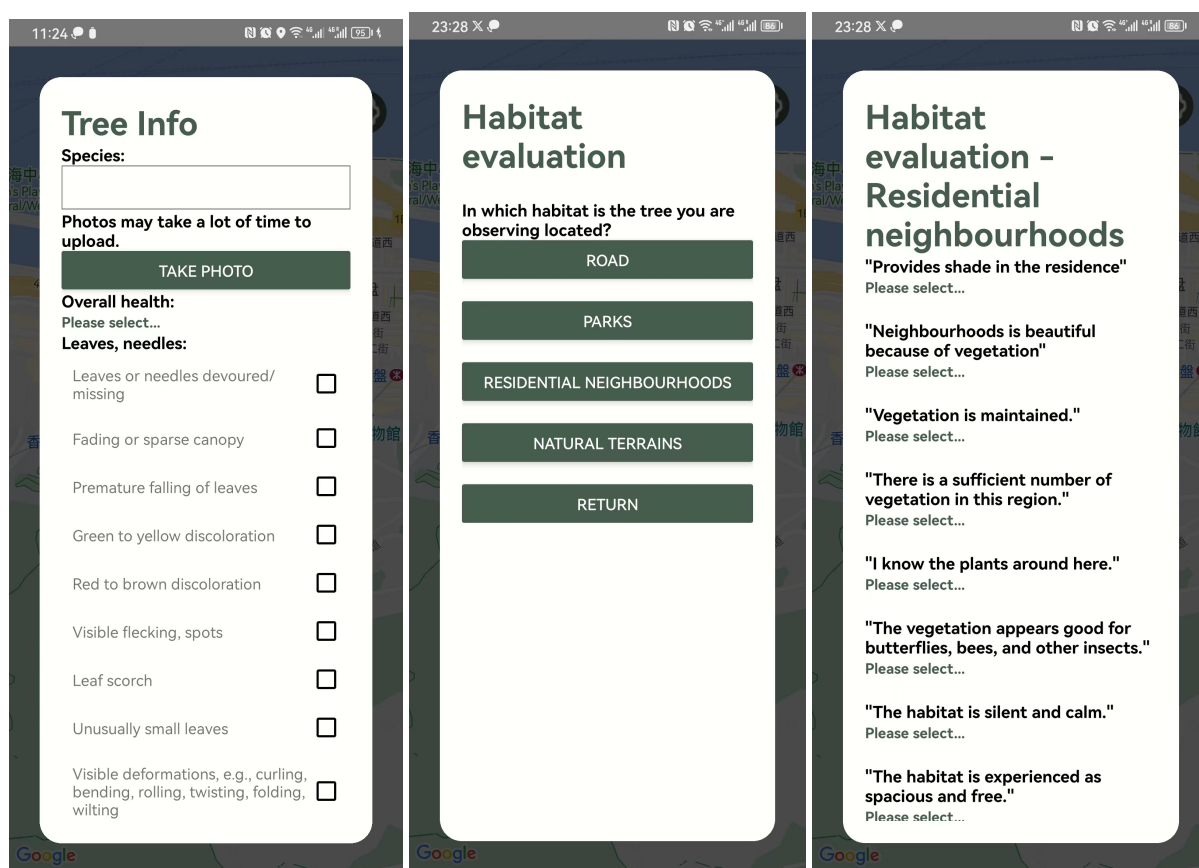 11:24
95
Tree Info
Species:
Photos may take a lot of time to
upload.
TAKE PHOTO
Overall health:
Please select...
Leaves, needles:
Leaves or needles devoured/
missing
Fading or sparse canopy
Premature falling of leaves
Green to yellow discoloration
Red to brown discoloration
Visible flecking, spots
Leaf scorch
Unusually small leaves
Visible deformations, e.g., curling,
bending, rolling, twisting, folding,
wilting
Google
23:28
86
Habitat
evaluation
In which habitat is the tree you are
observing located?
ROAD
PARKS
RESIDENTIAL NEIGHBOURHOODS
NATURAL TERRAINS
RETURN
Google
23:28
86
Habitat
evaluation -
Residential
neighbourhoods
"Provides shade in the residence"
Please select...
"Neighbourhoods is beautiful
because of vegetation"
Please select...
"Vegetation is maintained."
Please select...
"There is a sufficient number of
vegetation in this region."
Please select...
"I know the plants around here."
Please select...
"The vegetation appears good for
butterflies, bees, and other insects."
Please select...
"The habitat is silent and calm."
Please select...
"The habitat is experienced as
spacious and free."
Please select...
Google